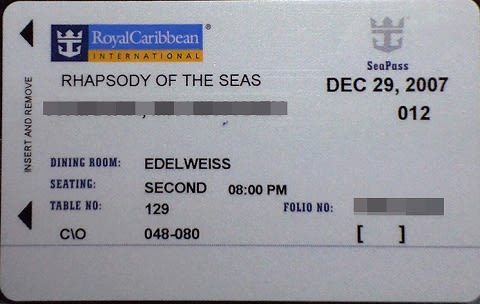 RoyalCaribbean ®
INTERNATIONAL
SeaPass
RHAPSODY OF THE SEAS
DEC 29, 2007
012
INSERT AND REMOVE
DINING ROOM: EDELWEISS
SEATING: SECOND 08:00 PM
TABLE NO: 129 FOLIO NO:
C\O 048-080 [ ]